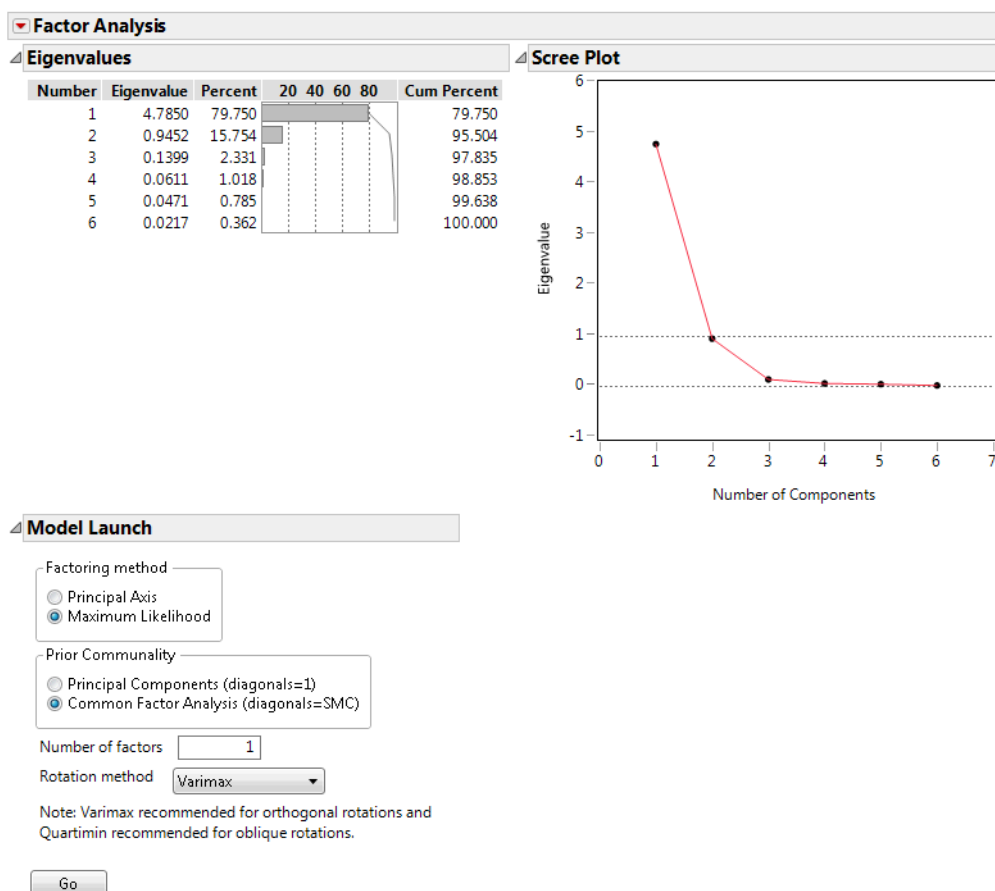 Factor Analysis
Eigenvalues
Number Eigenvalue Percent 20 40 60 80 Cum Percent
1 4.7850 79.750 79.750
2 0.9452 15.754 95.504
3 0.1399 2.331 97.835
4 0.0611 1.018 98.853
5 0.0471 0.785 99.638
6 0.0217 0.362 100.000
Scree Plot
6
5
4
3
2
1
0
-1
Eigenvalue
0 1 2 3 4 5 6 7
Number of Components
Model Launch
Factoring method
Principal Axis
Maximum Likelihood
Prior Communality
Principal Components (diagonals=1)
Common Factor Analysis (diagonals=SMC)
Number of factors 1
Rotation method Varimax
Note: Varimax recommended for orthogonal rotations and
Quartimin recommended for oblique rotations.
Go